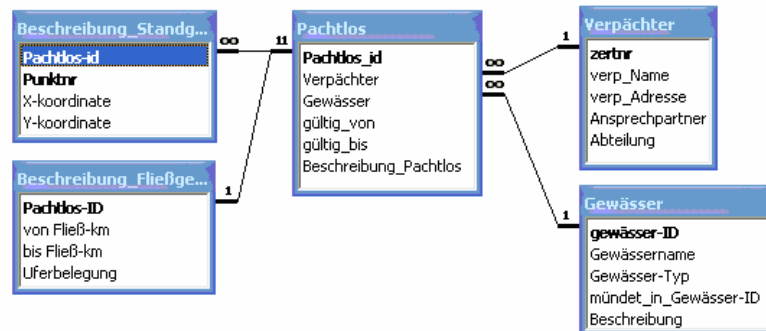 Beschreibung_Standg...
Pachtlos-id
Punktnr
X-koordinate
Y-koordinate
Beschreibung_Fließge...
Pachtlos-ID
von Fließ-km
bis Fließ-km
Uferbelegung
∞
11
1
Pachtlos
Pachtlos_id
Verpächter
Gewässer
gültig_von
gültig_bis
Beschreibung_Pachtlos
∞
∞
1
1
Verpächter
zertnr
verp_Name
verp_Adresse
Ansprechpartner
Abteilung
Gewässer
gewässer-ID
Gewässername
Gewässer-Typ
mündet_in_Gewässer-ID
Beschreibung